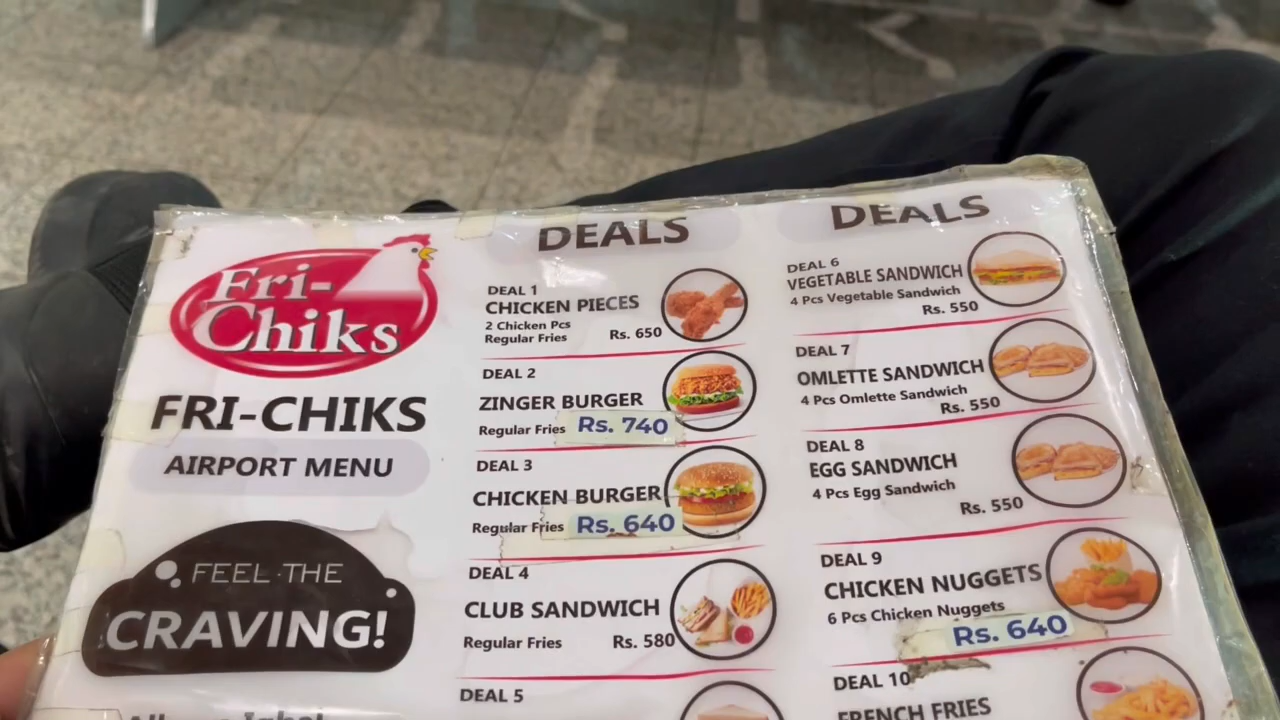 Fri-
Chiks
FRI-CHIKS
AIRPORT MENU
FEEL THE
CRAVING!
DEALS
DEAL 1
CHICKEN PIECES
2 Chicken Pcs
Regular Fries Rs. 650
DEAL 2
ZINGER BURGER
Regular Fries Rs. 740
DEAL 3
CHICKEN BURGER
Regular Fries Rs. 640
DEAL 4
CLUB SANDWICH
Regular Fries Rs. 580
DEAL 5
DEALS
DEAL 6
VEGETABLE SANDWICH
4 Pcs Vegetable Sandwich
Rs. 550
DEAL 7
OMLETTE SANDWICH
4 Pcs Omlette Sandwich
Rs. 550
DEAL 8
EGG SANDWICH
4 Pcs Egg Sandwich
Rs. 550
DEAL 9
CHICKEN NUGGETS
6 Pcs Chicken Nuggets
Rs. 640
DEAL 10
FRENCH FRIES